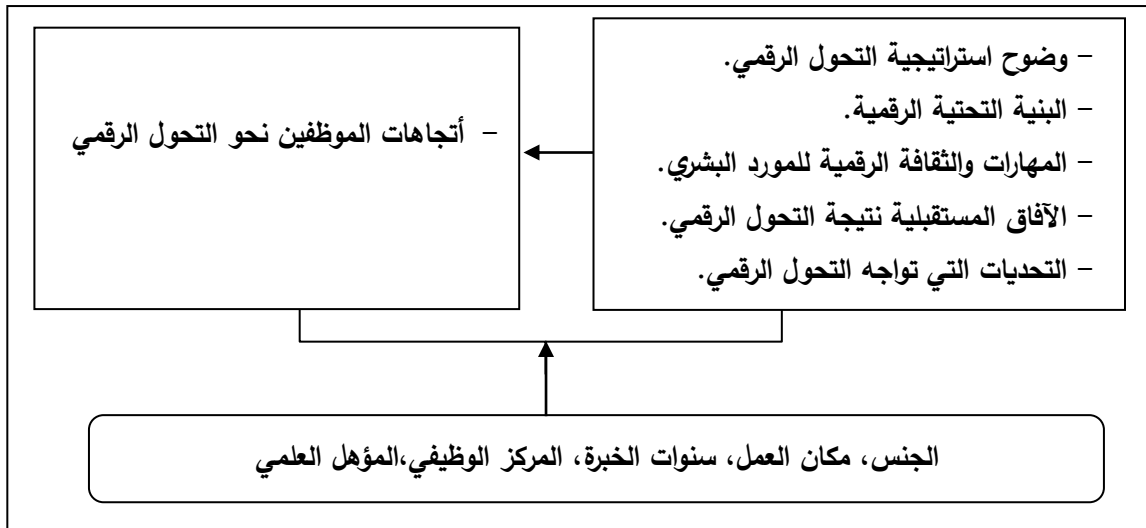 - وضوح استراتيجية التحول الرقمي.
- البنية التحتية الرقمية.
- المهارات والثقافة الرقمية للمورد البشري.
- الآفاق المستقبلية نتيجة التحول الرقمي.
- التحديات التي تواجه التحول الرقمي.
- أتجاهات الموظفين نحو التحول الرقمي
الجنس، مكان العمل، سنوات الخبرة، المركز الوظيفي،المؤهل العلمي